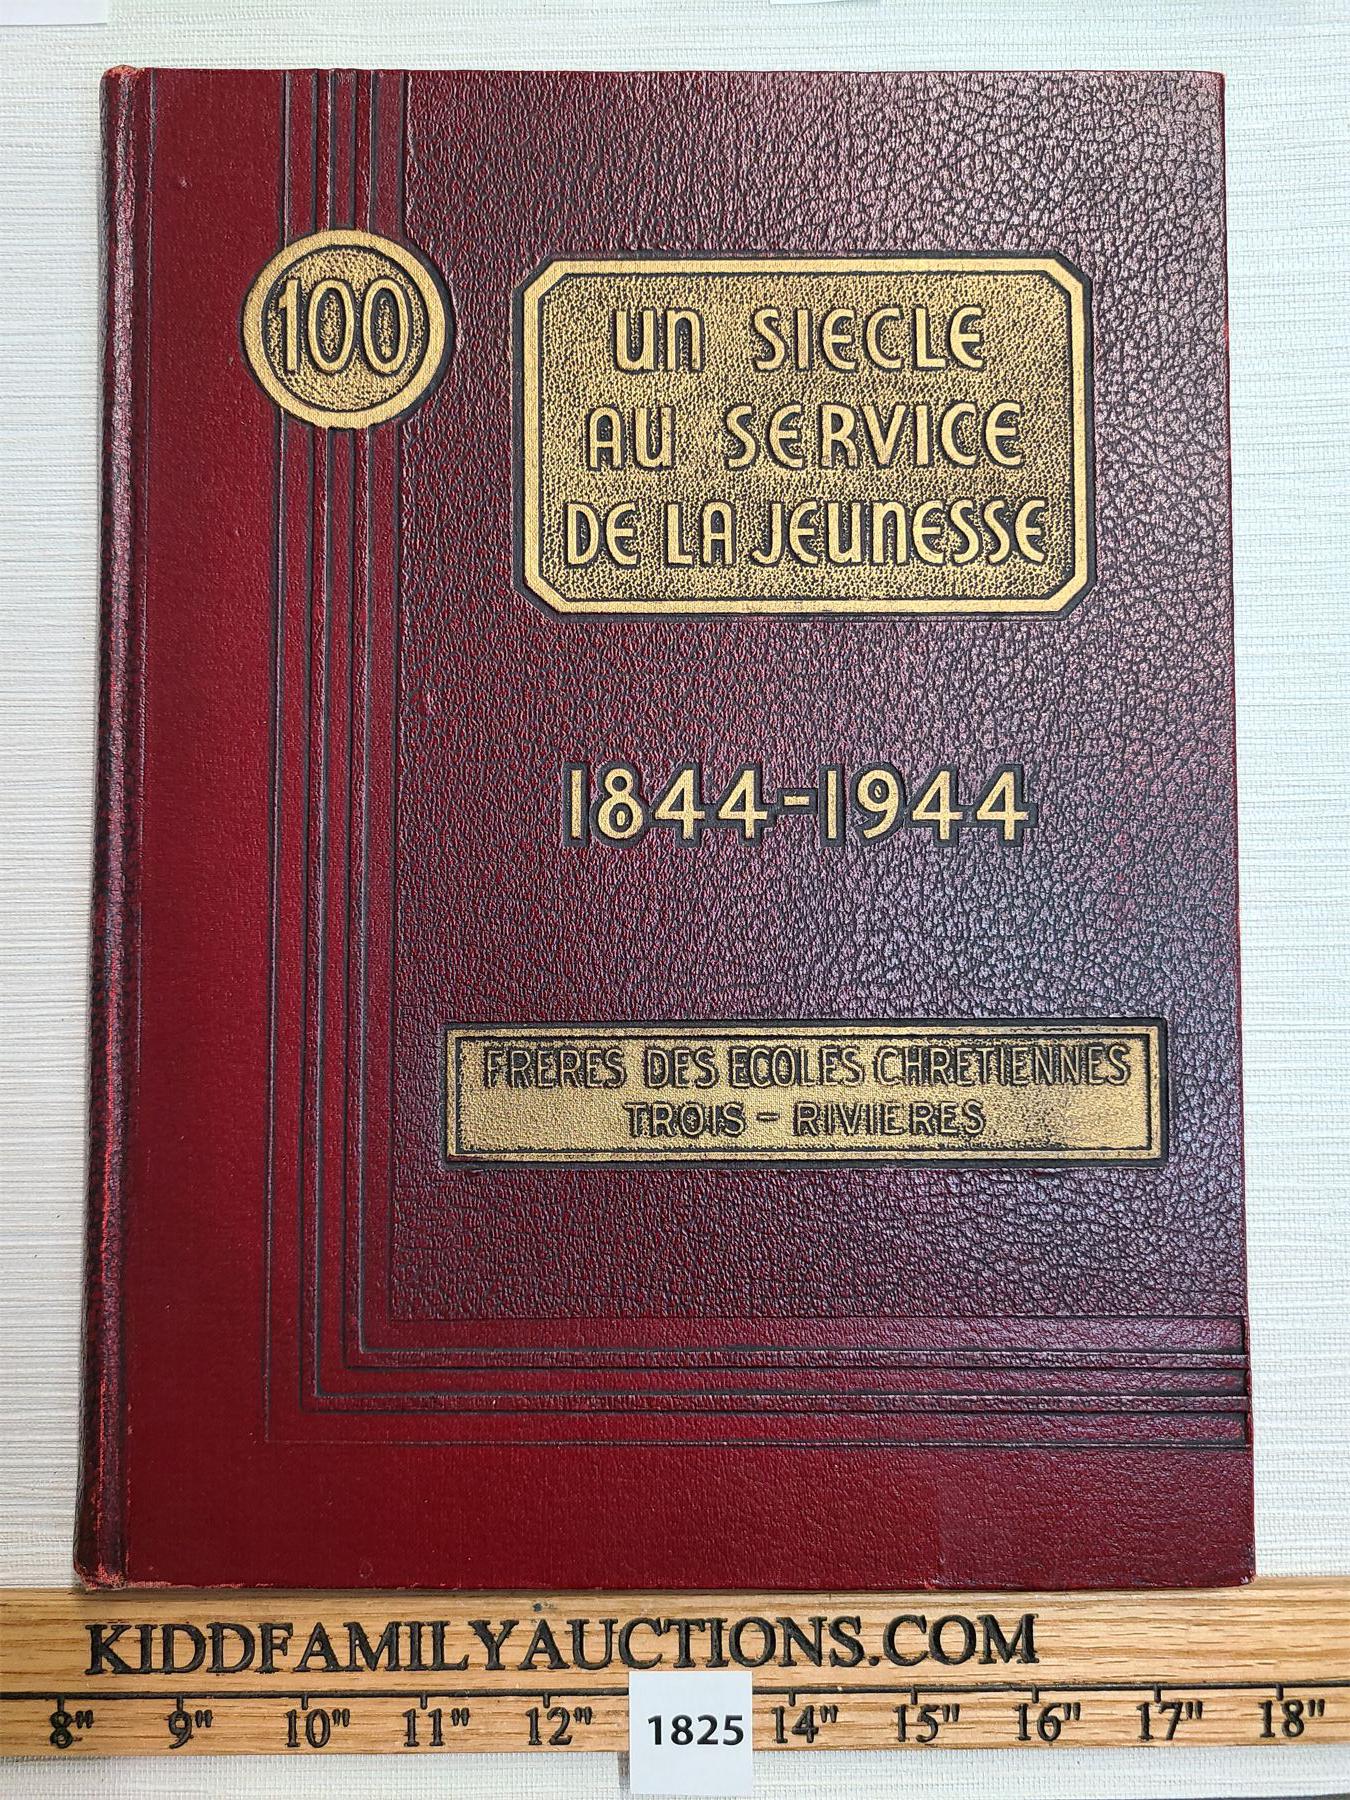 100
UN SIECLE
AU SERVICE
DE LA JEUNESSE
1844-1944
FRERES DES ECOLES CHRETIENNES
TROIS - RIVIERES
KIDDFAMILYAUCTIONS.COM
8" 9" 10" 11" 12" 14" 15" 16" 17" 18"
1825